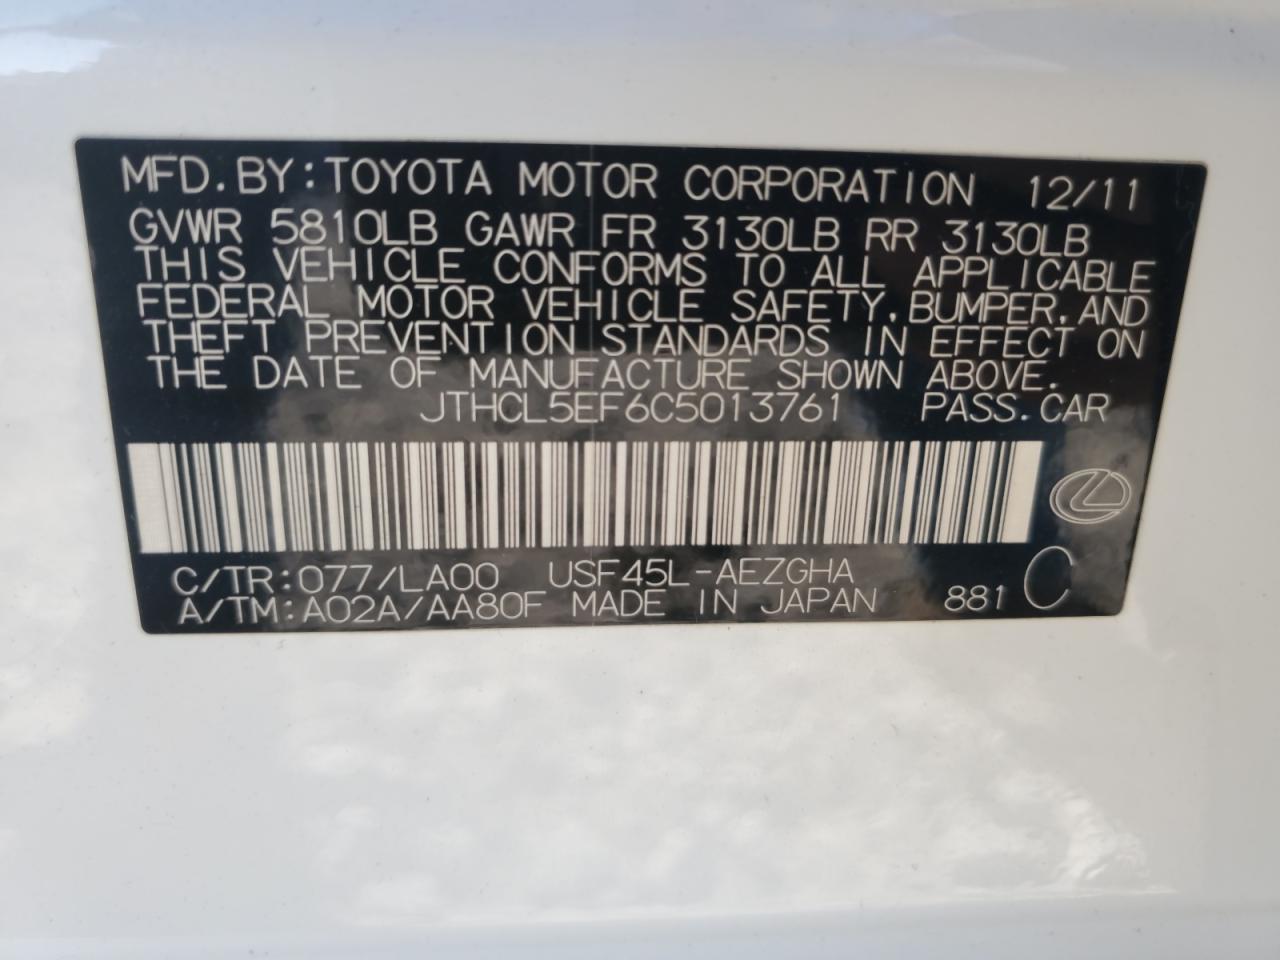 MFD. BY: TOYOTA MOTOR CORPORATION 12/11
GVWR 5810LB GAWR FR 3130LB RR 3130LB
THIS VEHICLE CONFORMS TO ALL APPLICABLE
FEDERAL MOTOR VEHICLE SAFETY, BUMPER, AND
THEFT PREVENTION STANDARDS IN EFFECT ON
THE DATE OF MANUFACTURE SHOWN ABOVE.
JTHCL5EF6C5013761 PASS. CAR
C/TR: 077/LA00 USF45L-AEZGHA
A/TM: A02A/AA80F MADE IN JAPAN 881 C